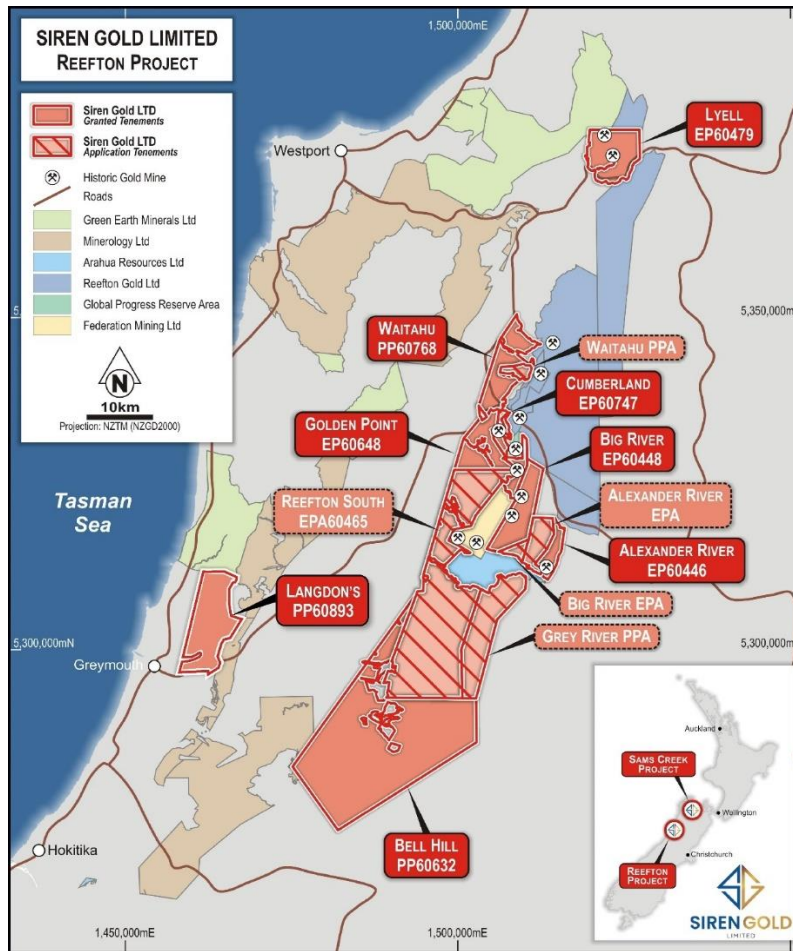 SIREN GOLD LIMITED
REEFTON PROJECT
Siren Gold LTD
Granted Tenements
Siren Gold LTD
Application Tenements
Historic Gold Mine
Roads
Green Earth Minerals Ltd
Minerology Ltd
Arahua Resources Ltd
Reefton Gold Ltd
Global Progress Reserve Area
Federation Mining Ltd
N
10km
Projection: NZTM (NZGD2000)
1,500,000mE
LYELL
EP60479
Westport
5,350,000mN
WAITAHU
PP60768
WAITAHU PPA
CUMBERLAND
EP60747
GOLDEN POINT
EP60648
BIG RIVER
EP60448
REEFTON SOUTH
EPA60465
ALEXANDER RIVER
EPA
Tasman
Sea
ALEXANDER RIVER
EP60446
LANGDON'S
PP60893
BIG RIVER EPA
GREY RIVER PPA
5,300,000mN
Greymouth
BELL HILL
PP60632
Hokitika
1,450,000mE
1,500,000mE
Auckland
SAMS CREEK
PROJECT
Wellington
Christchurch
REEFTON
PROJECT
SIREN GOLD
LIMITED